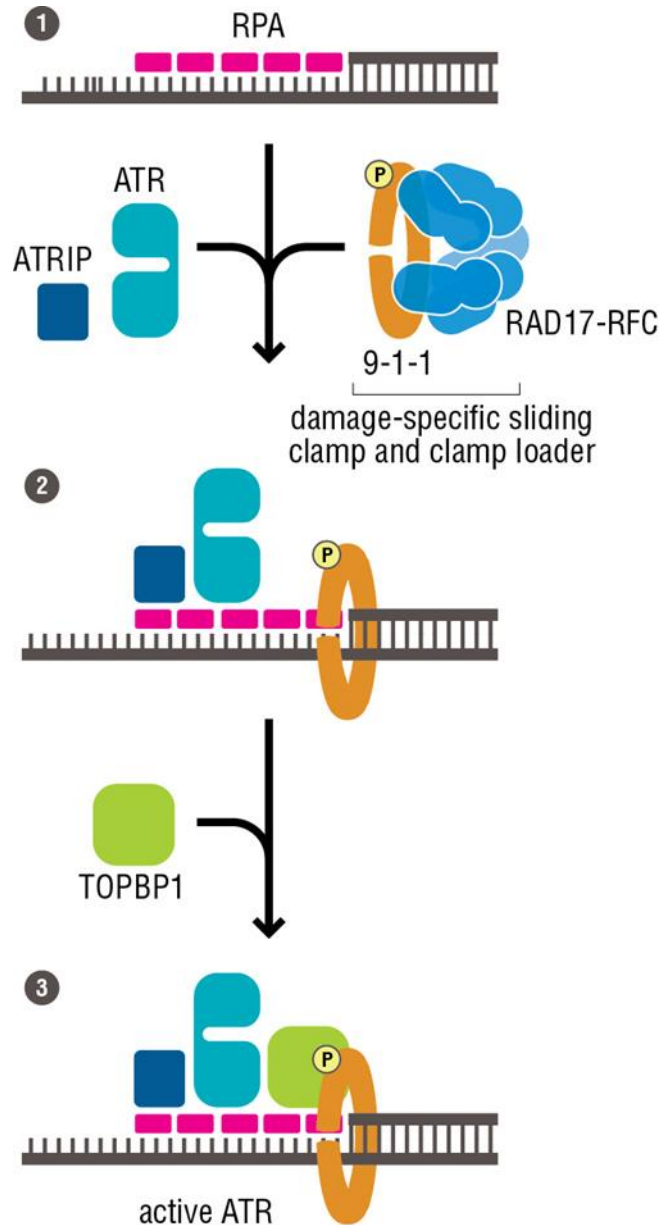 1
RPA
ATR
P
ATRIP
RAD17-RFC
9-1-1
damage-specific sliding
clamp and clamp loader
2
P
TOPBP1
3
P
active ATR